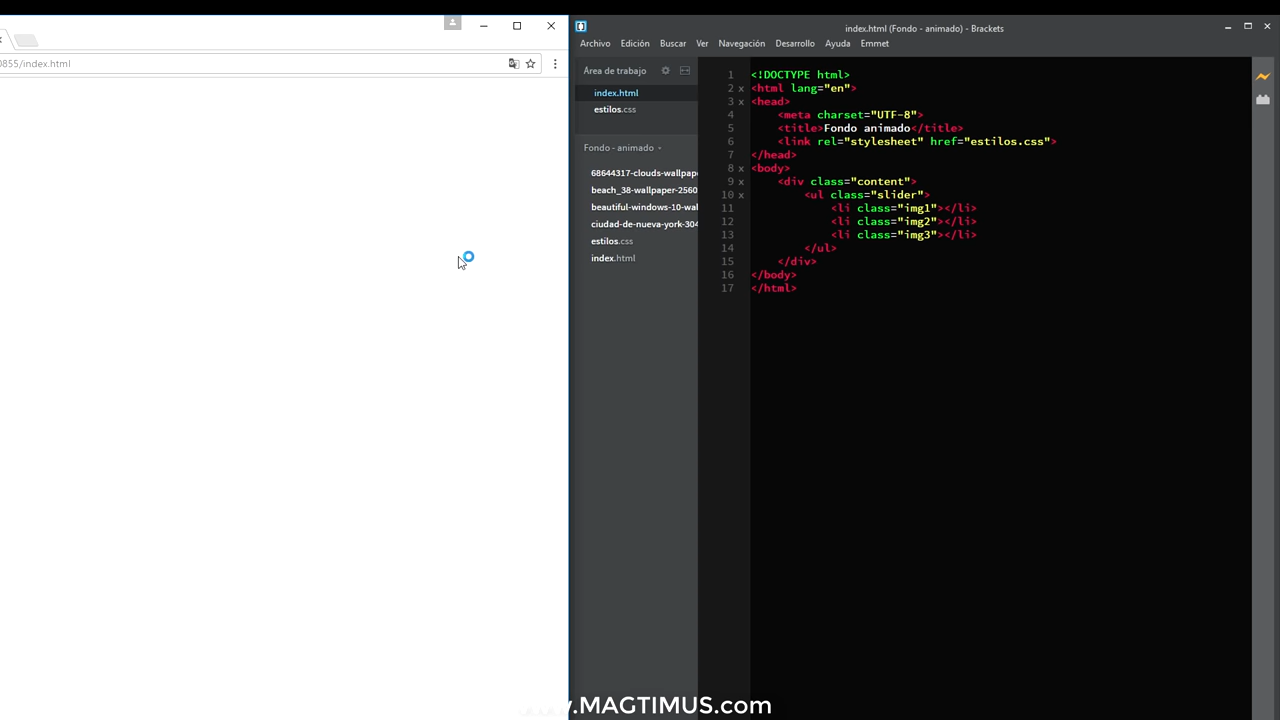 0855/index.html
index.html (Fondo - animado) - Brackets
Archivo Edición Buscar Ver Navegación Desarrollo Ayuda Emmet
Área de trabajo
index.html
estilos.css
Fondo - animado
68644317-clouds-wallpap
beach_38-wallpaper-2560
beautiful-windows-10-wal
ciudad-de-nueva-york-304
estilos.css
index.html
1 <!DOCTYPE html>
2 x <html lang="en">
3 x <head>
4 <meta charset="UTF-8">
5 <title>Fondo animado</title>
6 <link rel="stylesheet" href="estilos.css">
7 </head>
8 x <body>
9 x <div class="content">
10 x <ul class="slider">
11 <li class="img1"></li>
12 <li class="img2"></li>
13 <li class="img3"></li>
14 </ul>
15 </div>
16 </body>
17 </html>
.MAGTIMUS.com